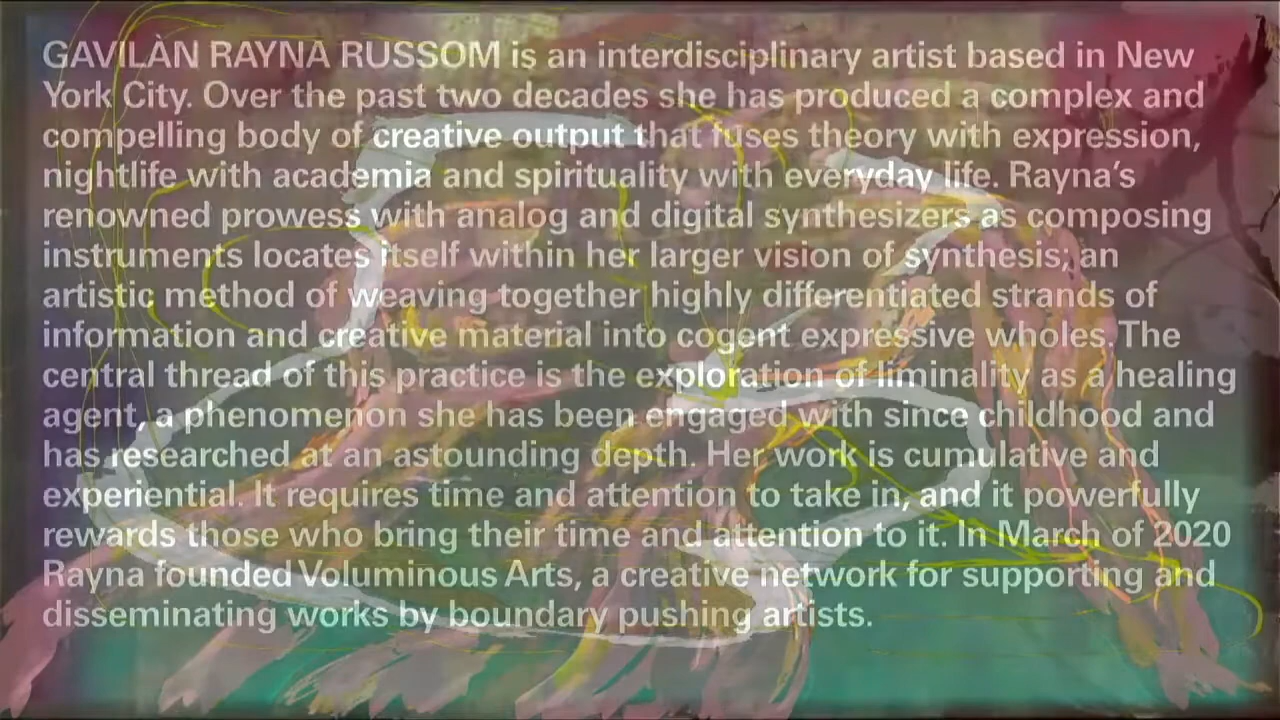 GAVILÀN RAYNA RUSSOM is an interdisciplinary artist based in New
York City. Over the past two decades she has produced a complex and
compelling body of creative output that fuses theory with expression,
nightlife with academia and spirituality with everyday life. Rayna’s
renowned prowess with analog and digital synthesizers as composing
instruments locates itself within her larger vision of synthesis; an
artistic method of weaving together highly differentiated strands of
information and creative material into cogent expressive wholes. The
central thread of this practice is the exploration of liminality as a healing
agent, a phenomenon she has been engaged with since childhood and
has researched at an astounding depth. Her work is cumulative and
experiential. It requires time and attention to take in, and it powerfully
rewards those who bring their time and attention to it. In March of 2020
Rayna founded Voluminous Arts, a creative network for supporting and
disseminating works by boundary pushing artists.